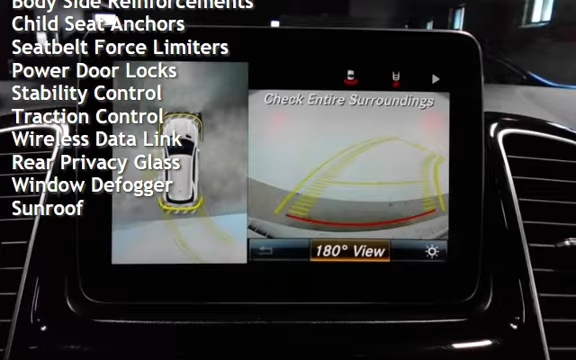 Body Side Reinforcements
Child Seat Anchors
Seatbelt Force Limiters
Power Door Locks
Stability Control
Traction Control
Wireless Data Link
Rear Privacy Glass
Window Defogger
Sunroof
Check Entire Surroundings
180° View